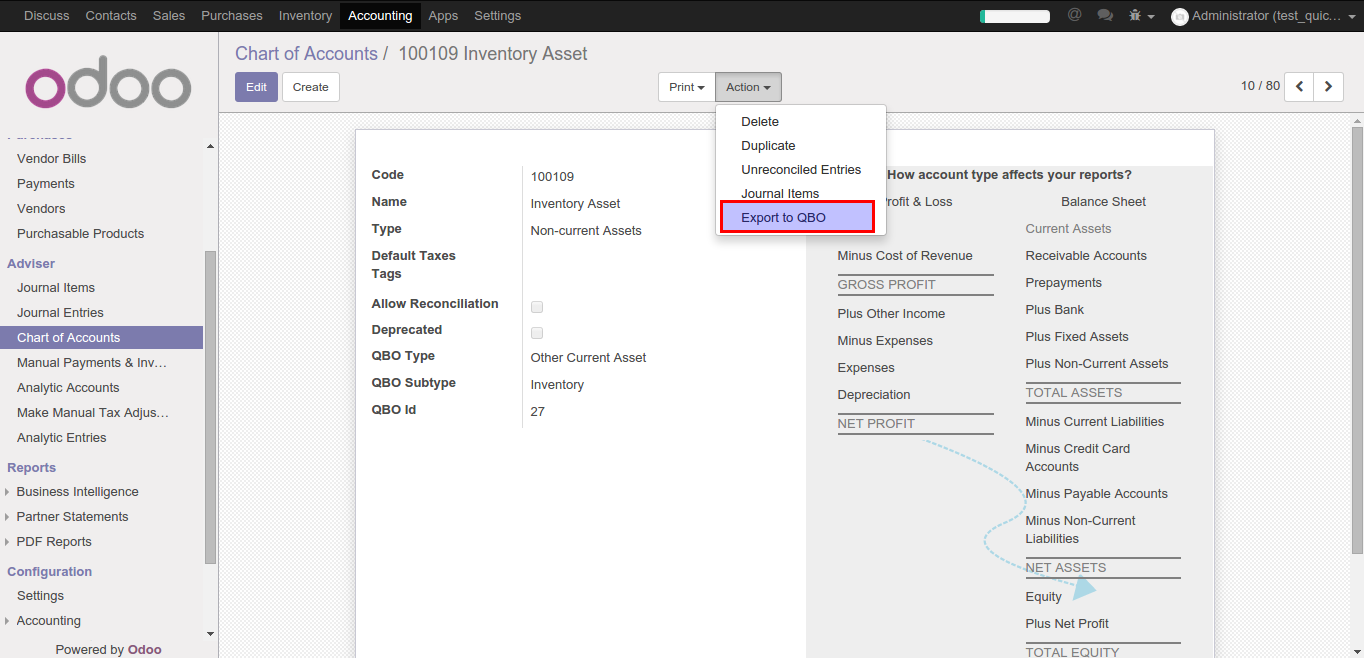 Discuss Contacts Sales Purchases Inventory Accounting Apps Settings @ Administrator (test_quic...
odoo
Vendor Bills
Payments
Vendors
Purchasable Products
Adviser
Journal Items
Journal Entries
Chart of Accounts
Manual Payments & Inv...
Analytic Accounts
Make Manual Tax Adjus...
Analytic Entries
Reports
Business Intelligence
Partner Statements
PDF Reports
Configuration
Settings
Accounting
Powered by Odoo
Chart of Accounts / 100109 Inventory Asset
Edit Create Print Action 10 / 80
Delete
Duplicate
Unreconciled Entries
Journal Items
Export to QBO
Code 100109
Name Inventory Asset
Type Non-current Assets
Default Taxes
Tags
Allow Reconciliation
Deprecated
QBO Type Other Current Asset
QBO Subtype Inventory
QBO Id 27
How account type affects your reports?
& Loss
Minus Cost of Revenue
GROSS PROFIT
Plus Other Income
Minus Expenses
Expenses
Depreciation
NET PROFIT
Balance Sheet
Current Assets
Receivable Accounts
Prepayments
Plus Bank
Plus Fixed Assets
Plus Non-Current Assets
TOTAL ASSETS
Minus Current Liabilities
Minus Credit Card
Accounts
Minus Payable Accounts
Minus Non-Current
Liabilities
NET ASSETS
Equity
Plus Net Profit
TOTAL EQUITY